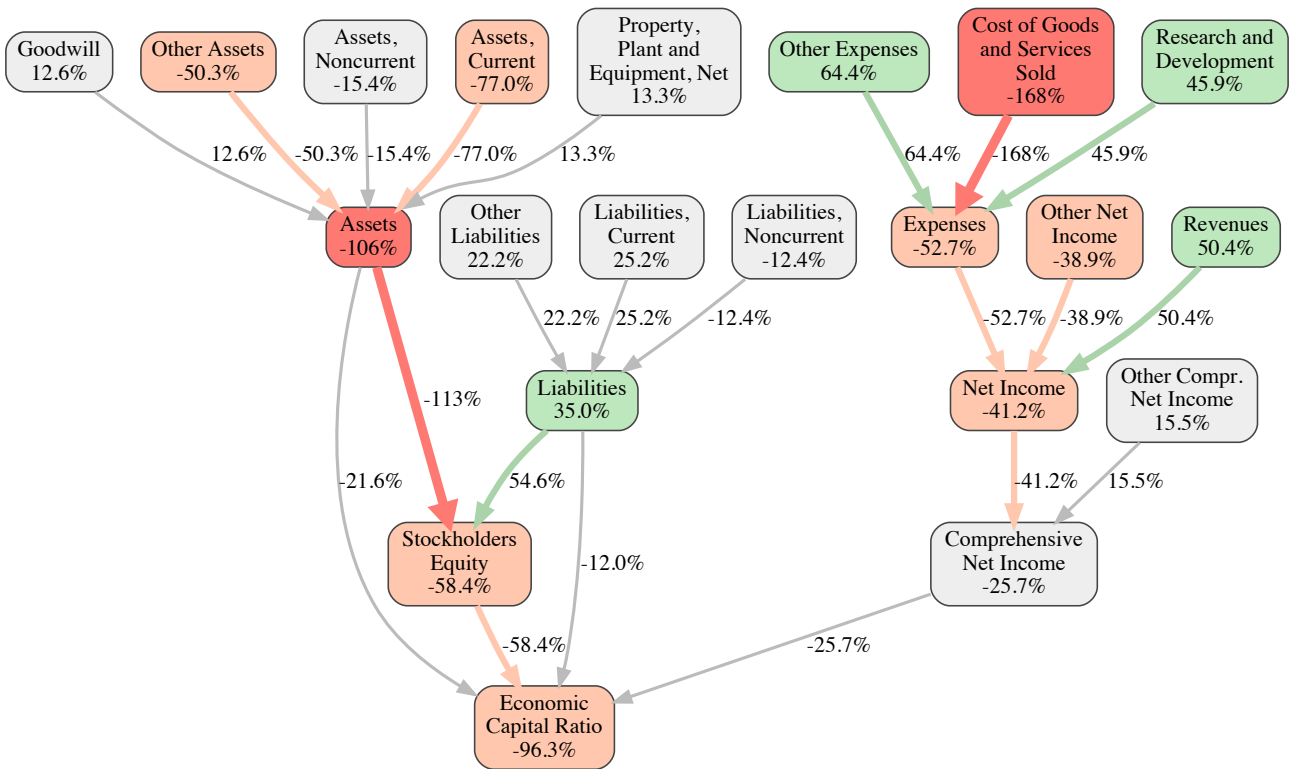 Goodwill
12.6%
Other Assets
-50.3%
Assets,
Noncurrent
-15.4%
Assets,
Current
-77.0%
Property,
Plant and
Equipment, Net
13.3%
Other Expenses
64.4%
Cost of Goods
and Services
Sold
-168%
Research and
Development
45.9%
12.6%
-50.3%
-15.4%
-77.0%
13.3%
64.4%
-168%
45.9%
Assets
-106%
Other
Liabilities
22.2%
Liabilities,
Current
25.2%
Liabilities,
Noncurrent
-12.4%
Expenses
-52.7%
Other Net
Income
-38.9%
Revenues
50.4%
22.2%
25.2%
-12.4%
-52.7%
-38.9%
50.4%
-113%
Liabilities
35.0%
Net Income
-41.2%
Other Compr.
Net Income
15.5%
-21.6%
54.6%
-41.2%
15.5%
Stockholders
Equity
-58.4%
-12.0%
Comprehensive
Net Income
-25.7%
-58.4%
-25.7%
Economic
Capital Ratio
-96.3%